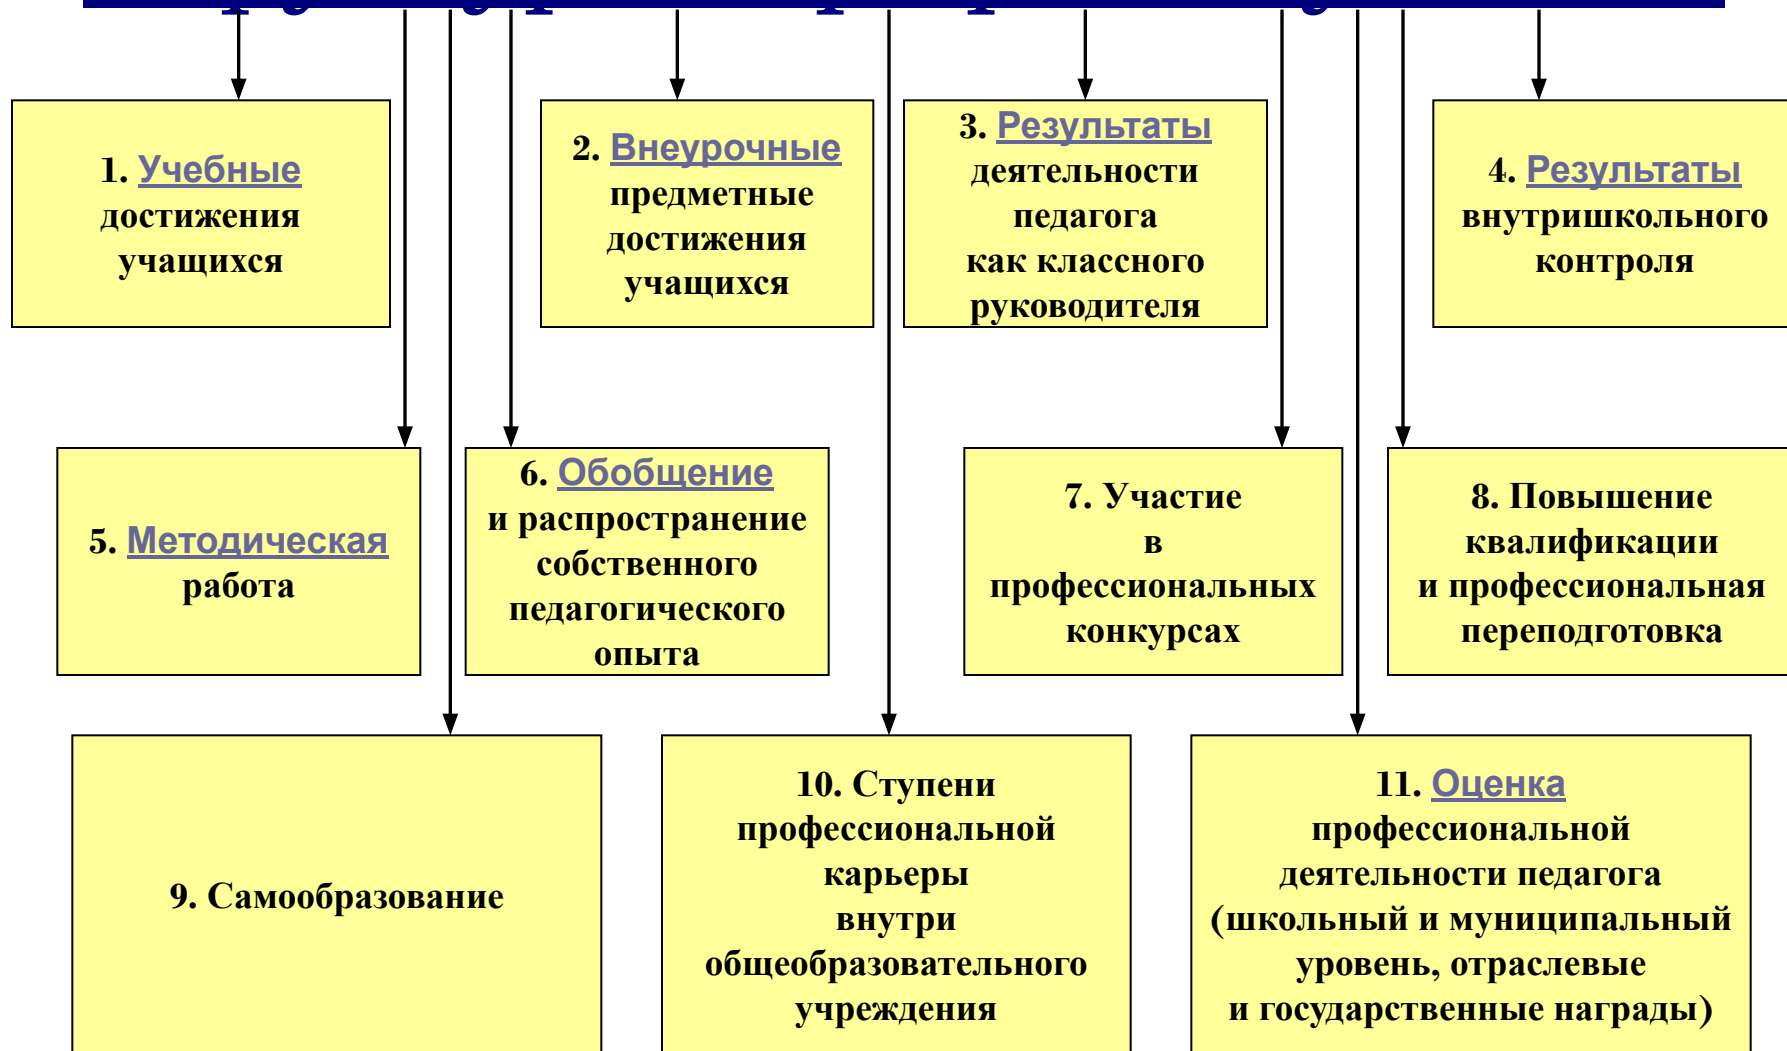 1. Учебные
достижения
учащихся
2. Внеурочные
предметные
достижения
учащихся
3. Результаты
деятельности
педагога
как классного
руководителя
4. Результаты
внутришкольного
контроля
5. Методическая
работа
6. Обобщение
и распространение
собственного
педагогического
опыта
7. Участие
в
профессиональных
конкурсах
8. Повышение
квалификации
и профессиональная
переподготовка
9. Самообразование
10. Ступени
профессиональной
карьеры
внутри
общеобразовательного
учреждения
11. Оценка
профессиональной
деятельности педагога
(школьный и муниципальный
уровень, отраслевые
и государственные награды)